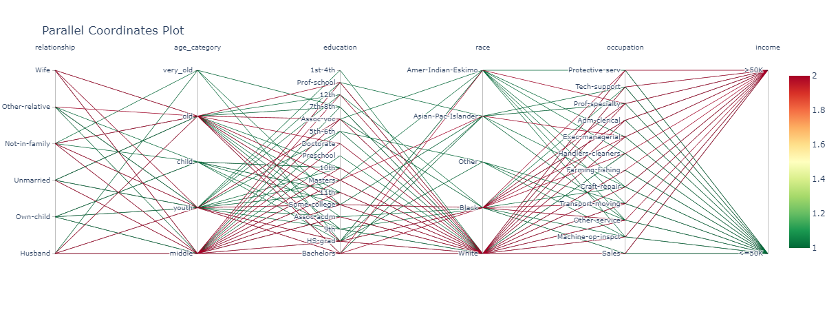 Parallel Coordinates Plot
relationship age_category education race occupation income
Wife
Other-relative
Not-in-family
Unmarried
Own-child
Husband
very_old
old
child
youth
middle
1st-4th
Prof-school
12th
7th-8th
Assoc-voc
5th-6th
Doctorate
Preschool
10th
Masters
11th
Some-college
Assoc-acdm
9th
HS-grad
Bachelors
Amer-Indian-Eskimo
Asian-Pac-Islander
Other
Black
White
Protective-serv
Tech-support
Prof-specialty
Adm-clerical
Exec-managerial
Handlers-cleaners
Farming-fishing
Craft-repair
Transport-moving
Other-service
Machine-op-inspct
Sales
>50K
<=50K
2
1.8
1.6
1.4
1.2
1